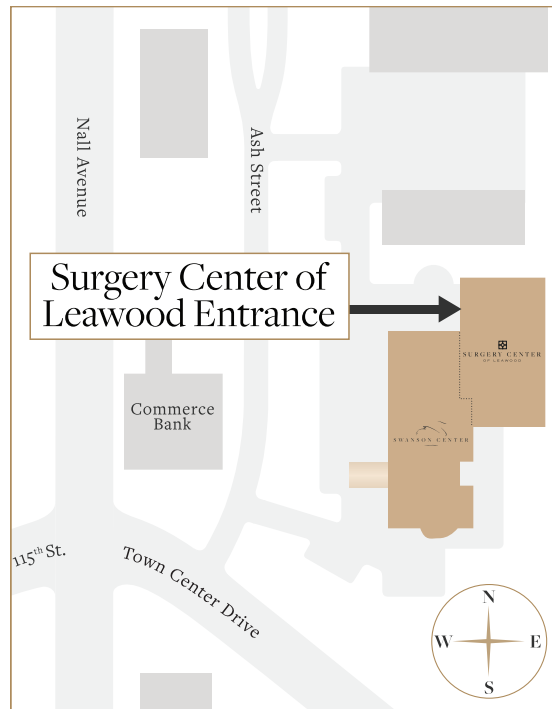 Nall Avenue
Ash Street
Surgery Center of
Leawood Entrance
SURGERY CENTER
OF LEAWOOD
Commerce
Bank
SWANSON CENTER
115th St.
Town Center Drive
N
W E
S